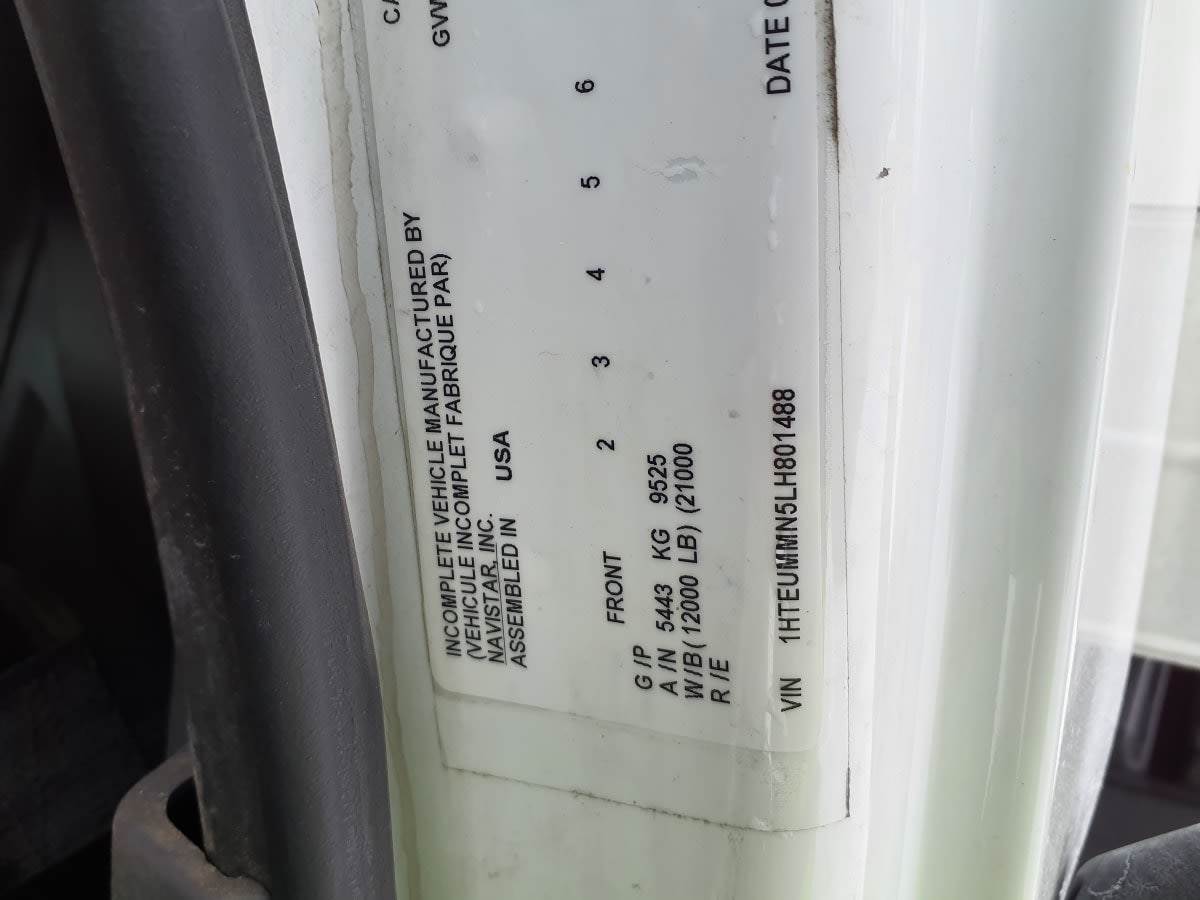 INCOMPLETE VEHICLE MANUFACTURED BY
(VEHICULE INCOMPLET FABRIQUE PAR)
NAVISTAR, INC.
ASSEMBLED IN USA
CA
GVW
FRONT 2 3 4 5 6
G /P
A /N 5443 KG 9525
W/B(12000 LB) (21000
R /E
VIN 1HTEUMMN5LH801488
DATE